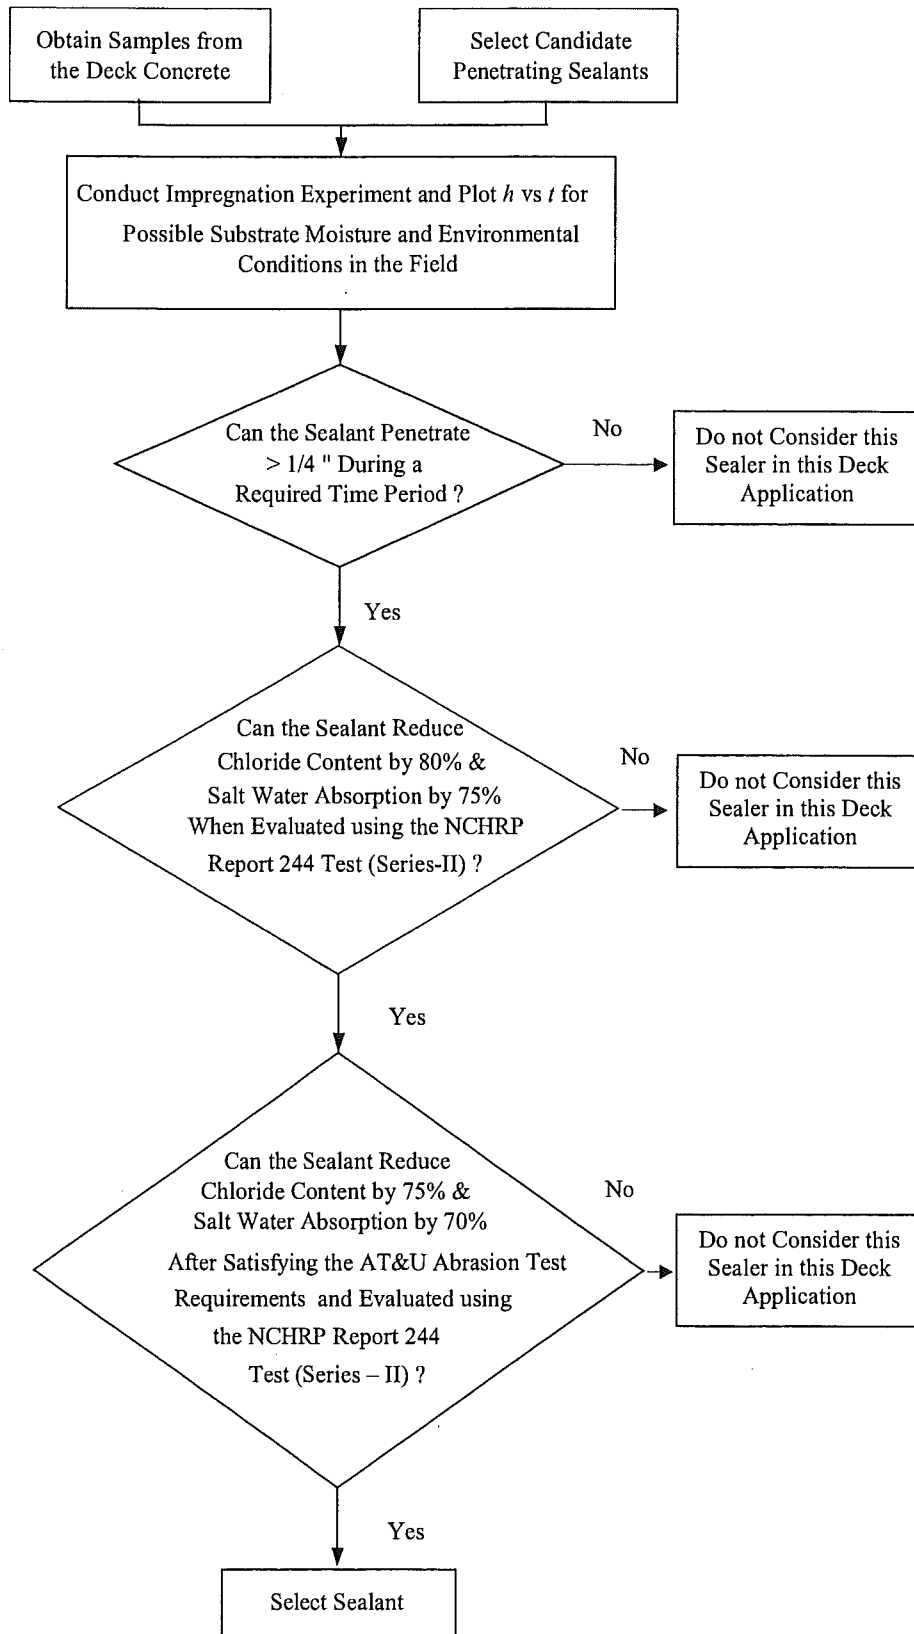 Obtain Samples from
the Deck Concrete
Select Candidate
Penetrating Sealants
Conduct Impregnation Experiment and Plot h vs t for
Possible Substrate Moisture and Environmental
Conditions in the Field
Can the Sealant Penetrate
> 1/4 " During a
Required Time Period ?
No
Do not Consider this
Sealer in this Deck
Application
Yes
Can the Sealant Reduce
Chloride Content by 80% &
Salt Water Absorption by 75%
When Evaluated using the NCHRP
Report 244 Test (Series-II) ?
No
Do not Consider this
Sealer in this Deck
Application
Yes
Can the Sealant Reduce
Chloride Content by 75% &
Salt Water Absorption by 70%
After Satisfying the AT&U Abrasion Test
Requirements and Evaluated using
the NCHRP Report 244
Test (Series – II) ?
No
Do not Consider this
Sealer in this Deck
Application
Yes
Select Sealant